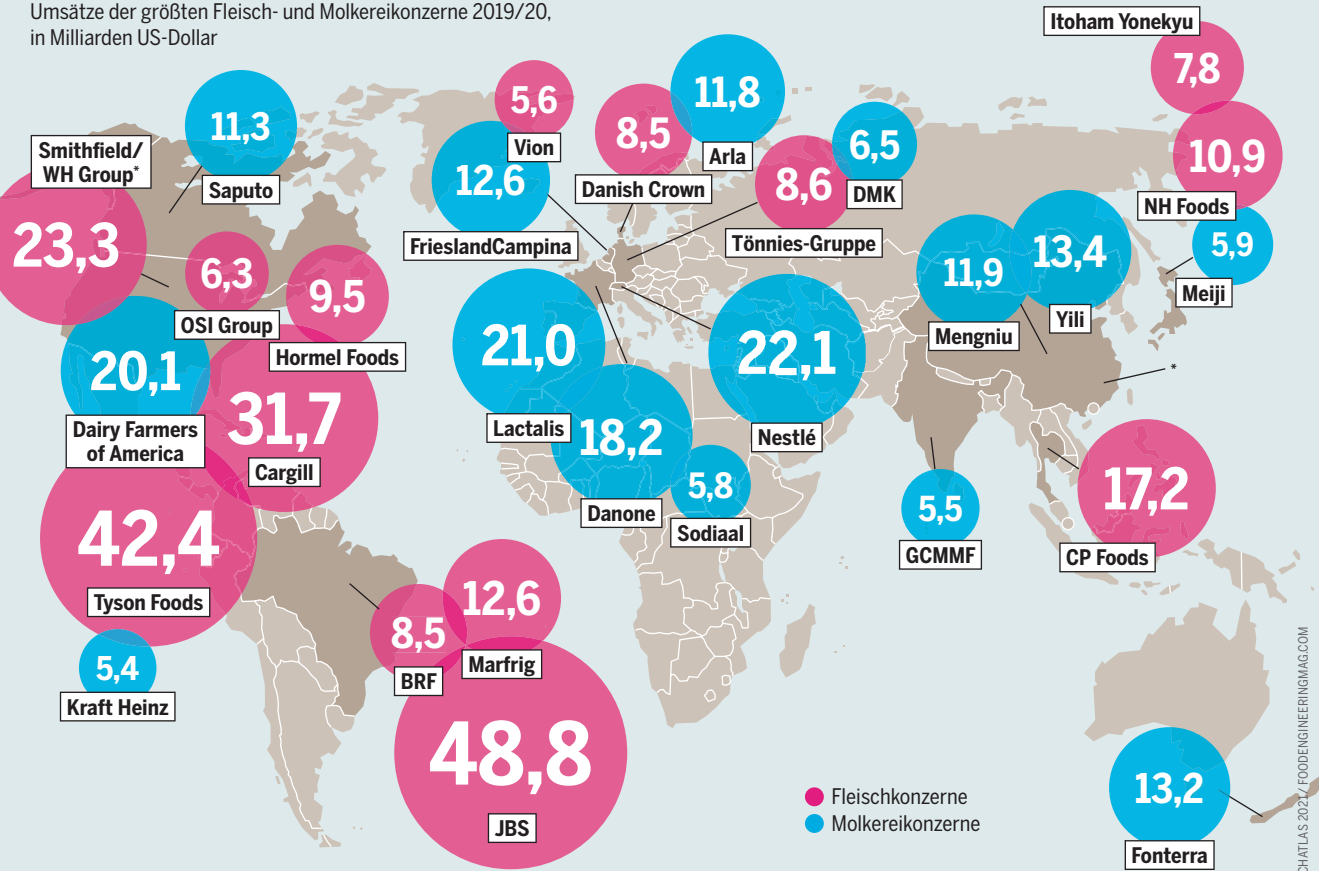 Umsätze der größten Fleisch- und Molkereikonzerne 2019/20,
in Milliarden US-Dollar
Itoham Yonekyu
7,8
10,9
NH Foods
5,9
Meiji
Smithfield/
WH Group*
23,3
11,3
Saputo
6,3
OSI Group
9,5
Hormel Foods
20,1
Dairy Farmers
of America
31,7
Cargill
42,4
Tyson Foods
5,4
Kraft Heinz
5,6
Vion
12,6
FrieslandCampina
8,5
Danish Crown
11,8
Arla
8,6
Tönnies-Gruppe
6,5
DMK
21,0
Lactalis
18,2
Danone
5,8
Sodiaal
22,1
Nestlé
11,9
Mengniu
13,4
Yili
*
5,5
GCMMF
17,2
CP Foods
8,5
BRF
12,6
Marfrig
48,8
JBS
Fleischkonzerne
Molkereikonzerne
13,2
Fonterra
2021/ FOODENGINEERINGMAG.COM